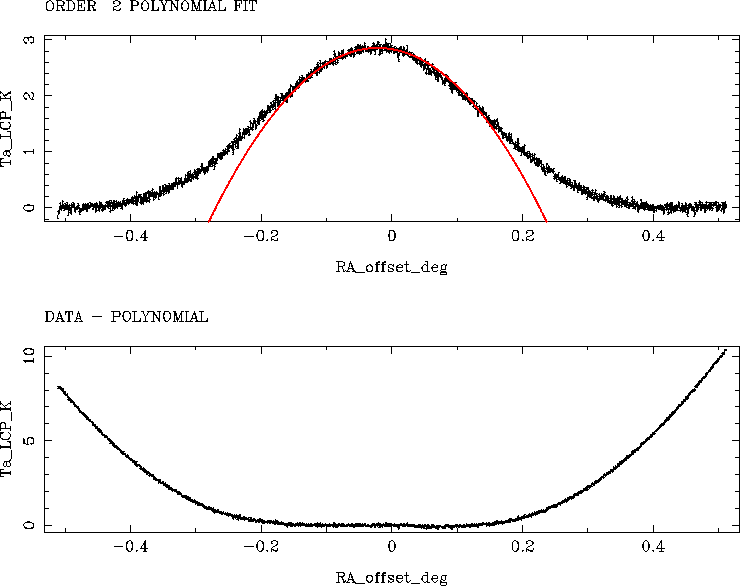 ORDER 2 POLYNOMIAL FIT
3
2
1
0
Ta_LCP_K
−0.4 −0.2 0 0.2 0.4
RA_offset_deg
DATA − POLYNOMIAL
10
5
0
Ta_LCP_K
−0.4 −0.2 0 0.2 0.4
RA_offset_deg